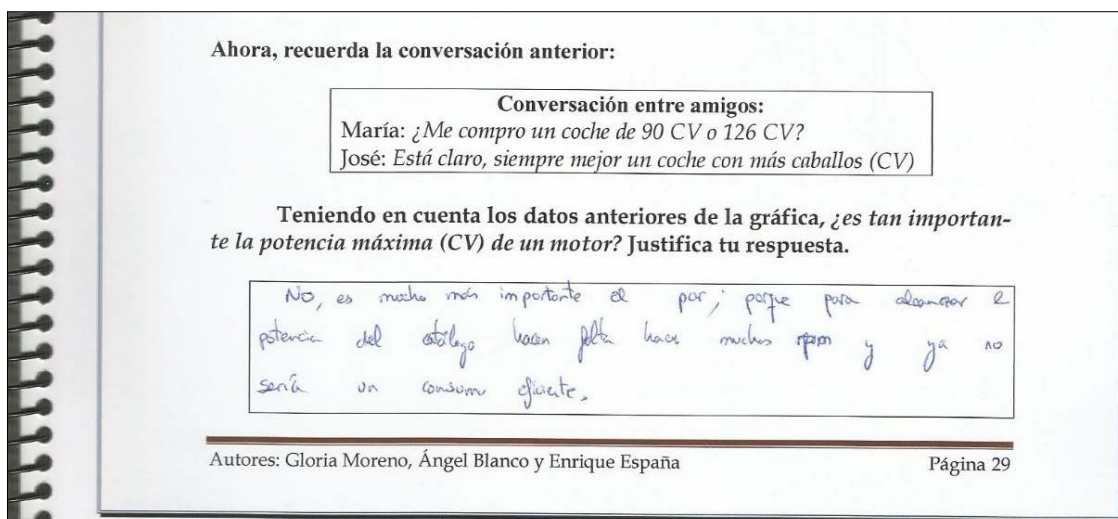 Ahora, recuerda la conversación anterior:
Conversación entre amigos:
María: ¿Me compro un coche de 90 CV o 126 CV?
José: Está claro, siempre mejor un coche con más caballos (CV)
Teniendo en cuenta los datos anteriores de la gráfica, ¿es tan importan-
te la potencia máxima (CV) de un motor? Justifica tu respuesta.
No, es mucho más importante el par, porque para alcanzar
potencia del catálogo hacen falta hacer muchas rpm y ya no
sería un consumo eficiente.
Autores: Gloria Moreno, Ángel Blanco y Enrique España
Página 29